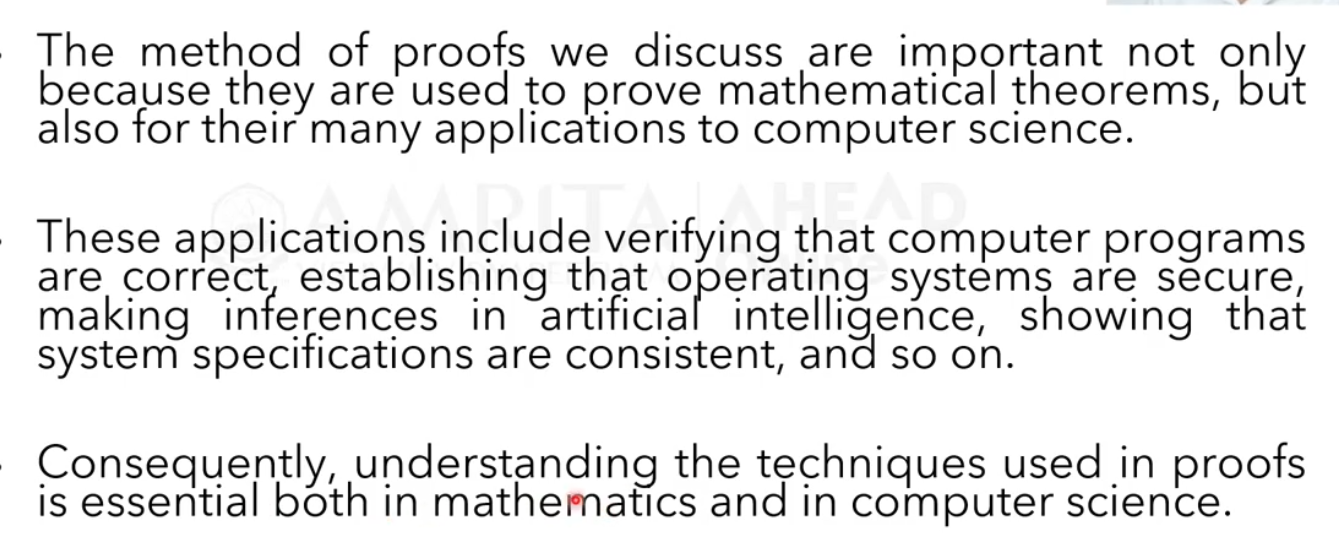 The method of proofs we discuss are important not only
because they are used to prove mathematical theorems, but
also for their many applications to computer science.
AMRITA | AHEAD
Online
These applications include verifying that computer programs
are correct, establishing that operating systems are secure,
making inferences in artificial intelligence, showing that
system specifications are consistent, and so on.
Consequently, understanding the techniques used in proofs
is essential both in mathematics and in computer science.